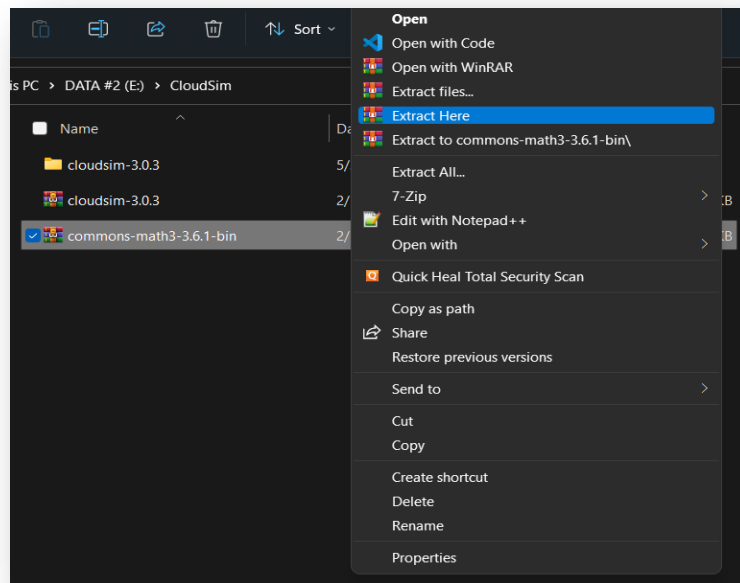 Sort
is PC > DATA #2 (E:) > CloudSim
Name
Da
cloudsim-3.0.3
5/
cloudsim-3.0.3
2/
KB
commons-math3-3.6.1-bin
2/
KB
Open
Open with Code
Open with WinRAR
Extract files...
Extract Here
Extract to commons-math3-3.6.1-bin\
Extract All...
7-Zip
Edit with Notepad++
Open with
Quick Heal Total Security Scan
Copy as path
Share
Restore previous versions
Send to
Cut
Copy
Create shortcut
Delete
Rename
Properties